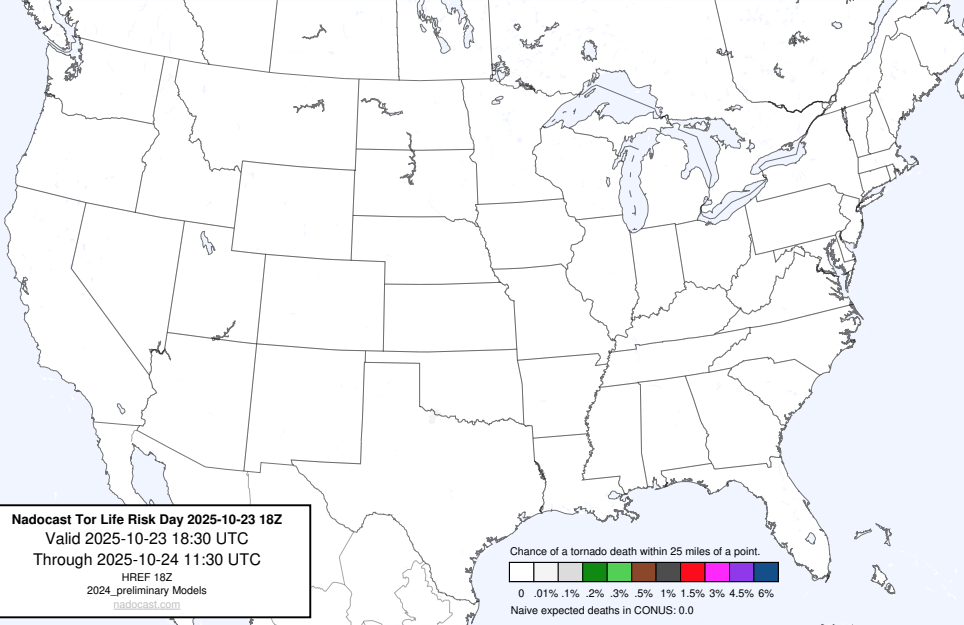 Nadocast Tor Life Risk Day 2025-10-23 18Z
Valid 2025-10-23 18:30 UTC
Through 2025-10-24 11:30 UTC
HREF 18Z
2024_preliminary Models
nadocast.com
Chance of a tornado death within 25 miles of a point.
0 .01% .1% .2% .3% .5% 1% 1.5% 3% 4.5% 6%
Naive expected deaths in CONUS: 0.0